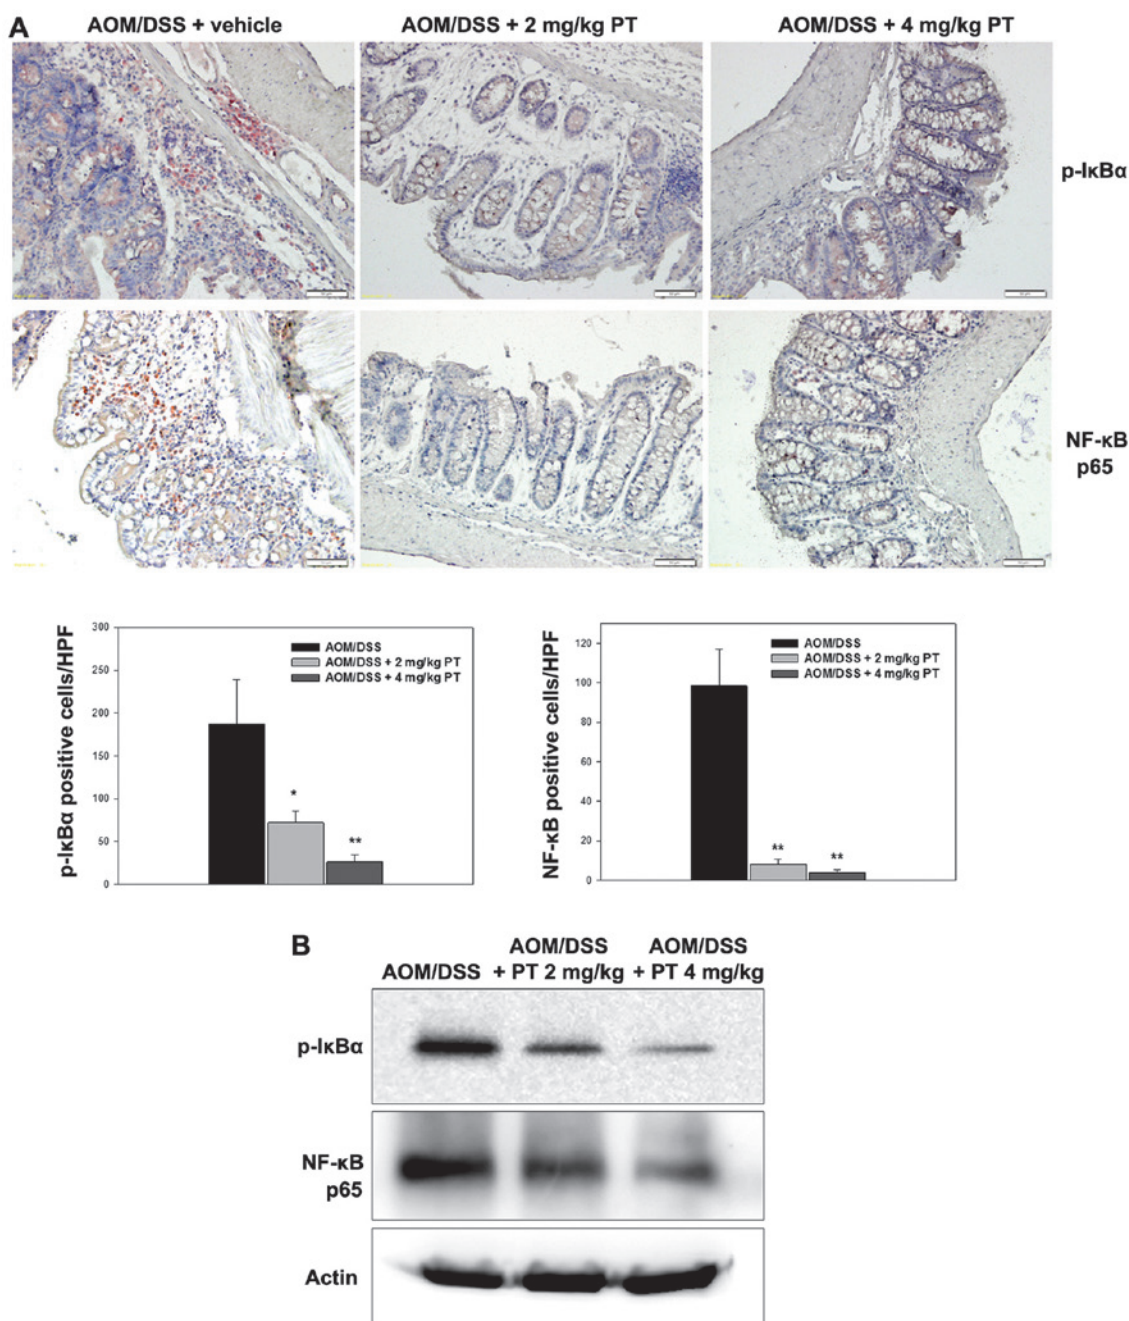 A
AOM/DSS + vehicle
AOM/DSS + 2 mg/kg PT
AOM/DSS + 4 mg/kg PT
p-IκBα
NF-κB
p65
p-IκBα positive cells/HPF
300
250
200
150
100
50
0
AOM/DSS
AOM/DSS + 2 mg/kg PT
AOM/DSS + 4 mg/kg PT
*
**
NF-κB positive cells/HPF
120
100
80
60
40
20
0
AOM/DSS
AOM/DSS + 2 mg/kg PT
AOM/DSS + 4 mg/kg PT
**
**
B
AOM/DSS
AOM/DSS
+ PT 2 mg/kg
AOM/DSS
+ PT 4 mg/kg
p-IκBα
NF-κB
p65
Actin